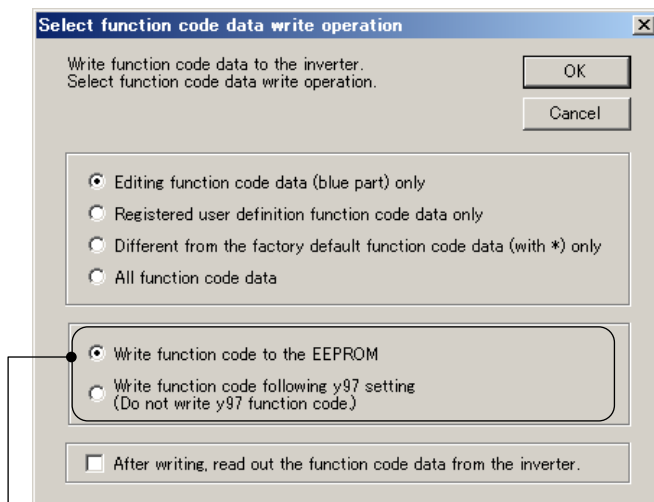 Select function code data write operation
Write function code data to the inverter.
Select function code data write operation.
OK
Cancel
Editing function code data (blue part) only
Registered user definition function code data only
Different from the factory default function code data (with *) only
All function code data
Write function code to the EEPROM
Write function code following y97 setting
(Do not write y97 function code.)
After writing, read out the function code data from the inverter.